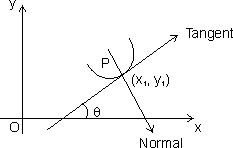 y
Tangent
P
(x₁, y₁)
θ
O
x
Normal